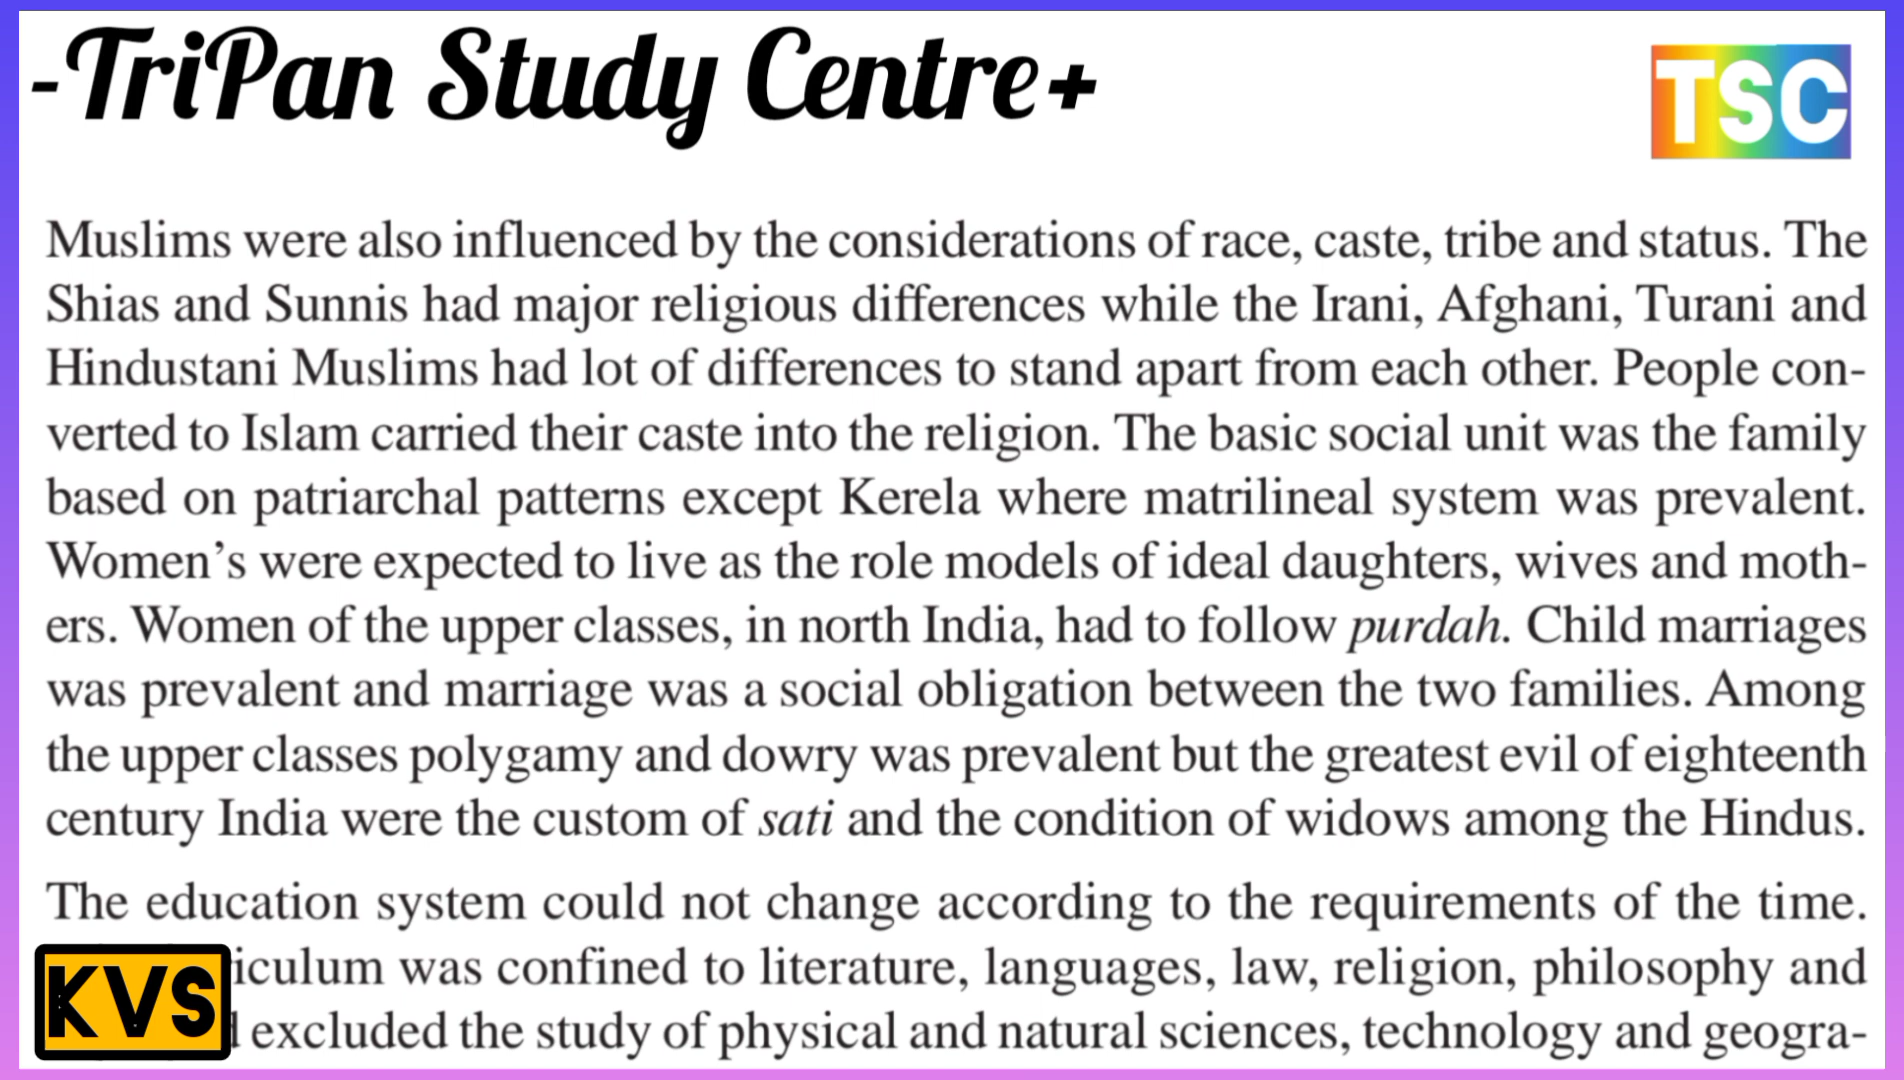 -TriPan Study Centre+
TSC
Muslims were also influenced by the considerations of race, caste, tribe and status. The
Shias and Sunnis had major religious differences while the Irani, Afghani, Turani and
Hindustani Muslims had lot of differences to stand apart from each other. People con-
verted to Islam carried their caste into the religion. The basic social unit was the family
based on patriarchal patterns except Kerela where matrilineal system was prevalent.
Women’s were expected to live as the role models of ideal daughters, wives and moth-
ers. Women of the upper classes, in north India, had to follow purdah. Child marriages
was prevalent and marriage was a social obligation between the two families. Among
the upper classes polygamy and dowry was prevalent but the greatest evil of eighteenth
century India were the custom of sati and the condition of widows among the Hindus.
The education system could not change according to the requirements of the time.
iculum was confined to literature, languages, law, religion, philosophy and
excluded the study of physical and natural sciences, technology and geogra-
KVS